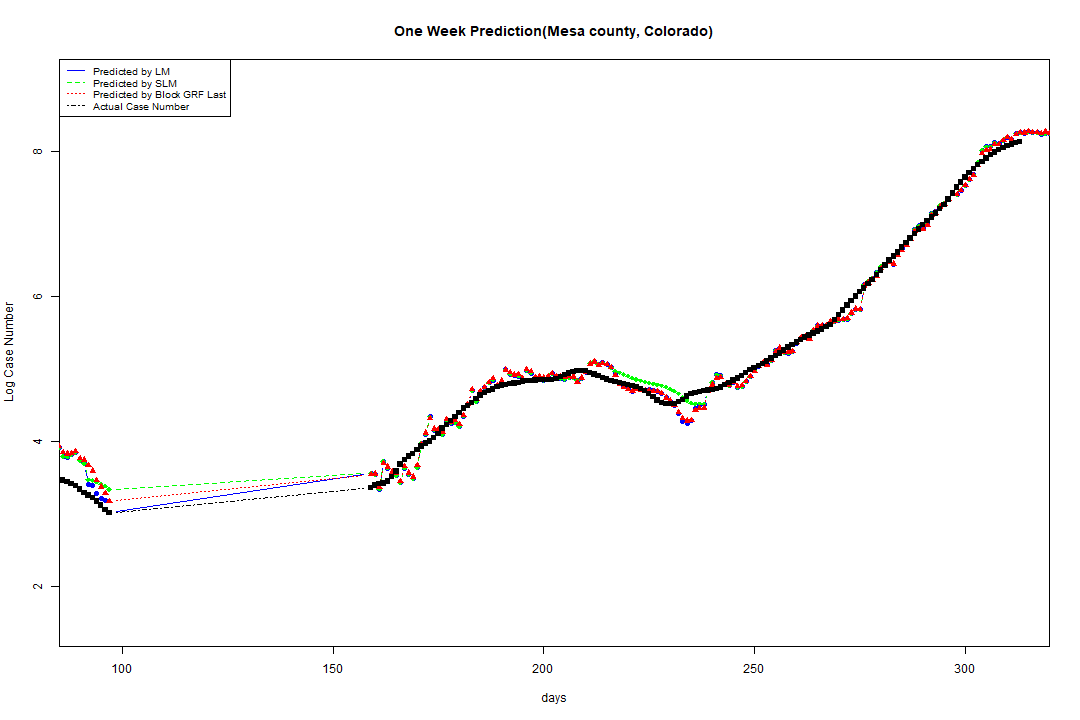 One Week Prediction(Mesa county, Colorado)
Predicted by LM
Predicted by SLM
Predicted by Block GRF Last
Actual Case Number
8
6
4
2
Log Case Number
100 150 200 250 300
days